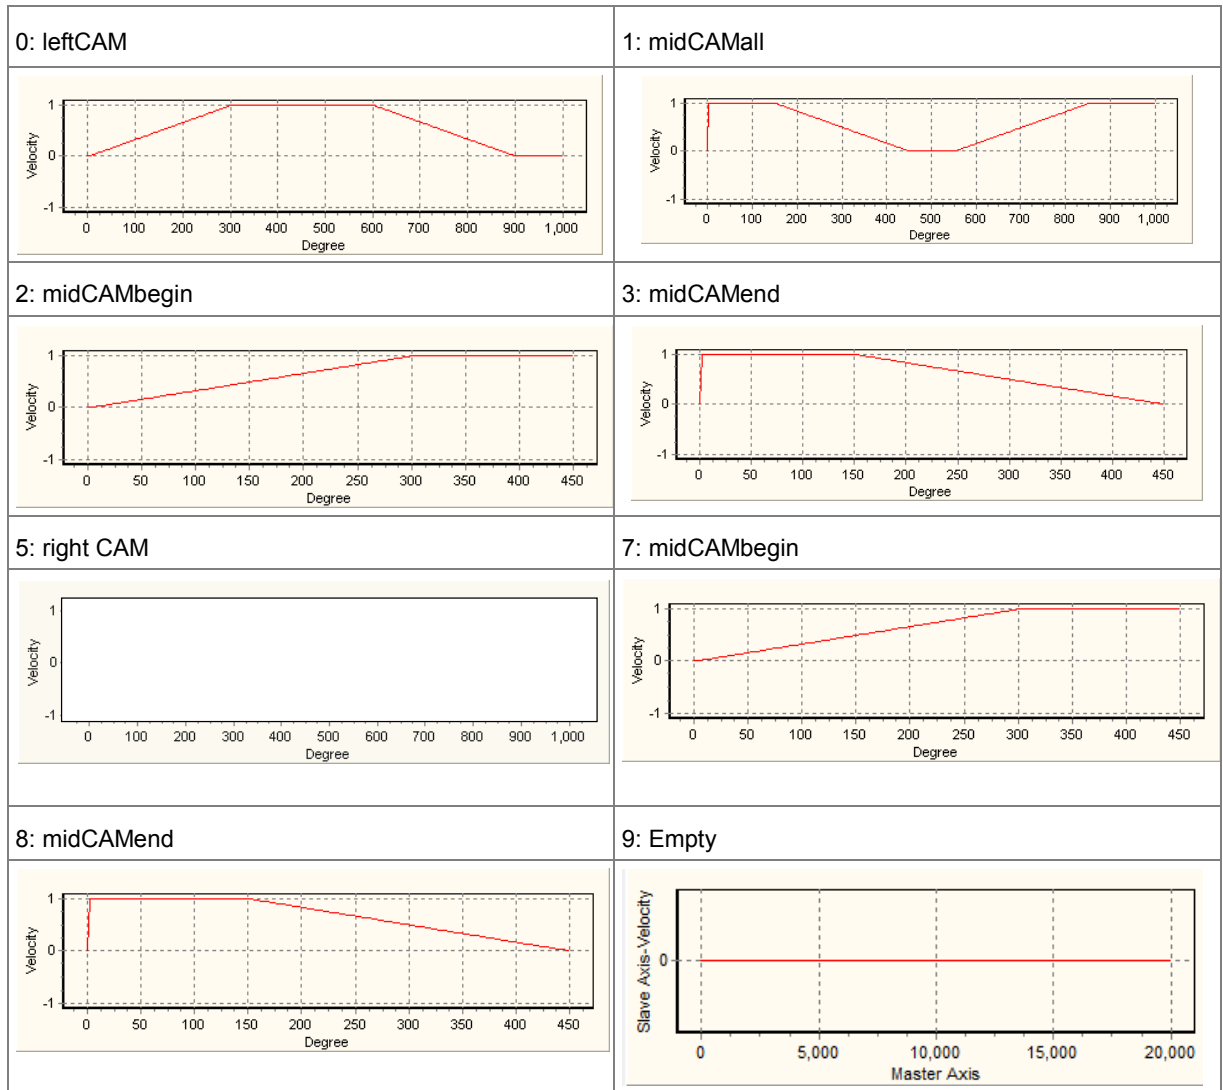 0: leftCAM
1: midCAMall
Velocity
1
0
-1
0 100 200 300 400 500 600 700 800 900 1,000
Degree
Velocity
1
0
-1
0 100 200 300 400 500 600 700 800 900 1,000
Degree
2: midCAMbegin
3: midCAMend
Velocity
1
0
-1
0 50 100 150 200 250 300 350 400 450
Degree
Velocity
1
0
-1
0 50 100 150 200 250 300 350 400 450
Degree
5: right CAM
7: midCAMbegin
Velocity
1
0
-1
0 100 200 300 400 500 600 700 800 900 1,000
Degree
Velocity
1
0
-1
0 50 100 150 200 250 300 350 400 450
Degree
8: midCAMend
9: Empty
Velocity
1
0
-1
0 50 100 150 200 250 300 350 400 450
Degree
Slave Axis-Velocity
0
0 5,000 10,000 15,000 20,000
Master Axis